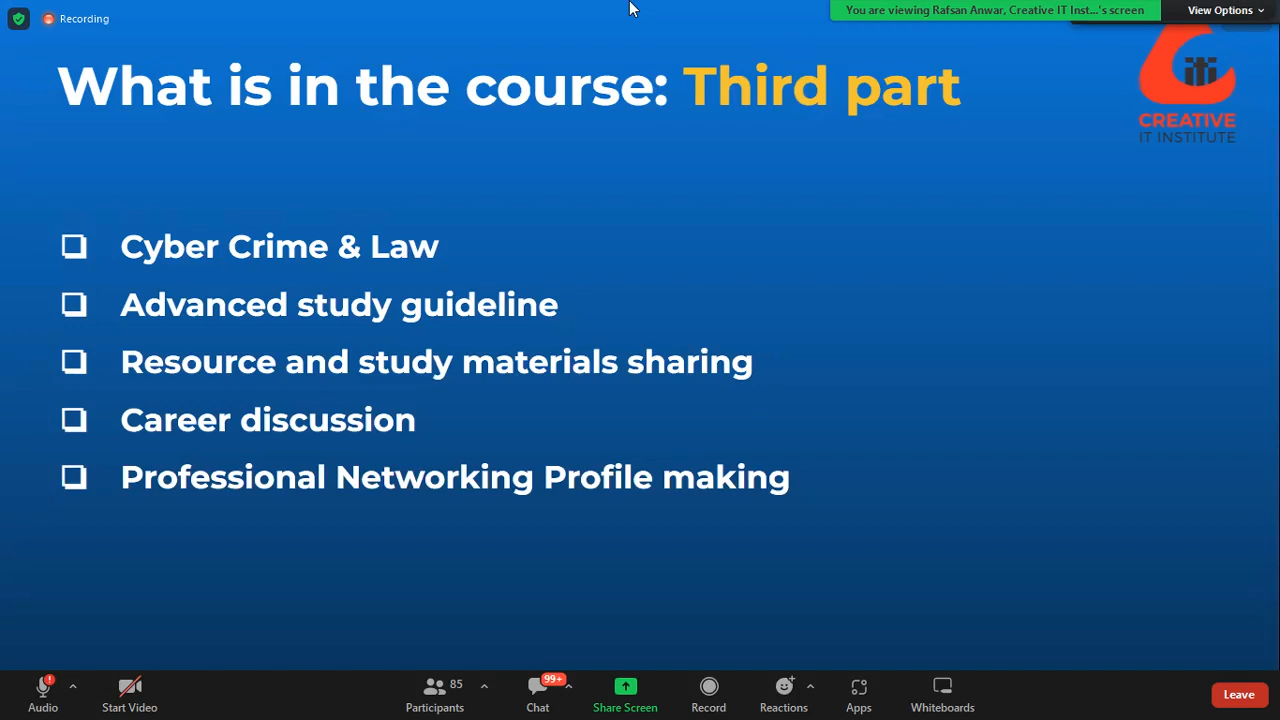 Recording
You are viewing Rafsan Anwar, Creative IT Inst...'s screen
View Options
What is in the course: Third part
CREATIVE
IT INSTITUTE
Cyber Crime & Law
Advanced study guideline
Resource and study materials sharing
Career discussion
Professional Networking Profile making
85
99+
Audio
Start Video
Participants
Chat
Share Screen
Record
Reactions
Apps
Whiteboards
Leave